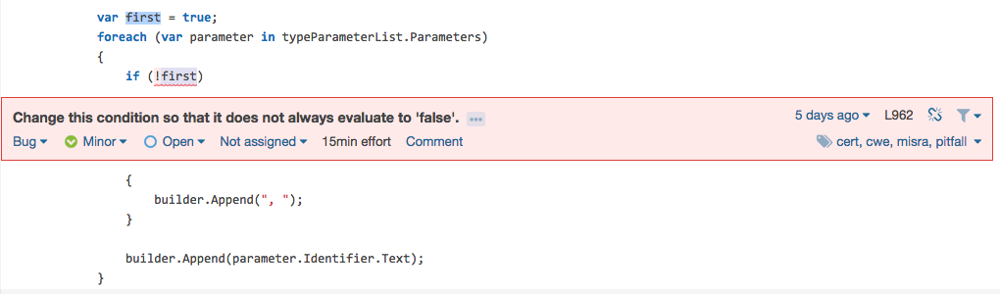 var first = true;
foreach (var parameter in typeParameterList.Parameters)
{
if (!first)
Change this condition so that it does not always evaluate to 'false'. ...
5 days ago L962
Bug Minor Open Not assigned 15min effort Comment
cert, cwe, misra, pitfall
{
builder.Append(", ");
}
builder.Append(parameter.Identifier.Text);
}